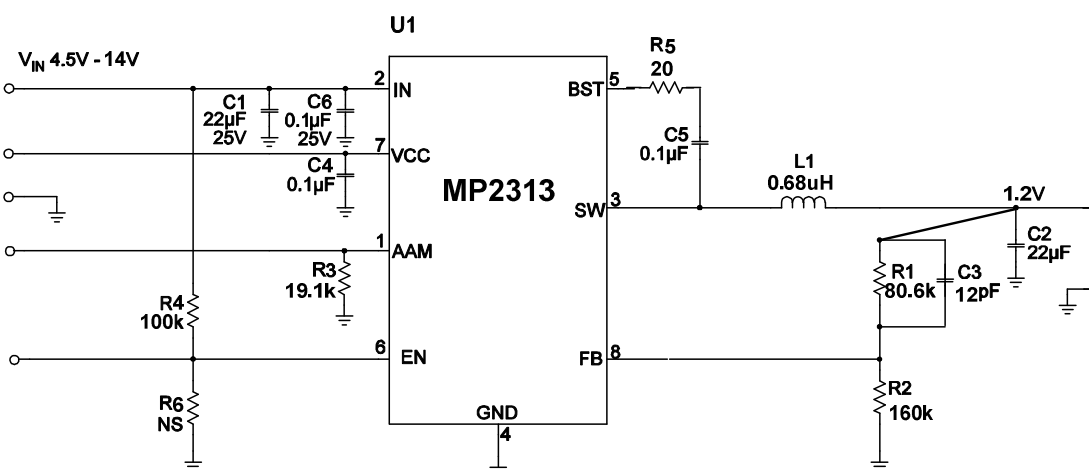 U1
V_IN 4.5V - 14V
2
IN
C1
22µF
25V
C6
0.1µF
25V
7
VCC
C4
0.1µF
MP2313
1
AAM
R3
19.1k
R4
100k
6
EN
R6
NS
GND
4
BST
5
R5
20
C5
0.1µF
SW
3
L1
0.68uH
1.2V
C2
22µF
R1
80.6k
C3
12pF
FB
8
R2
160k